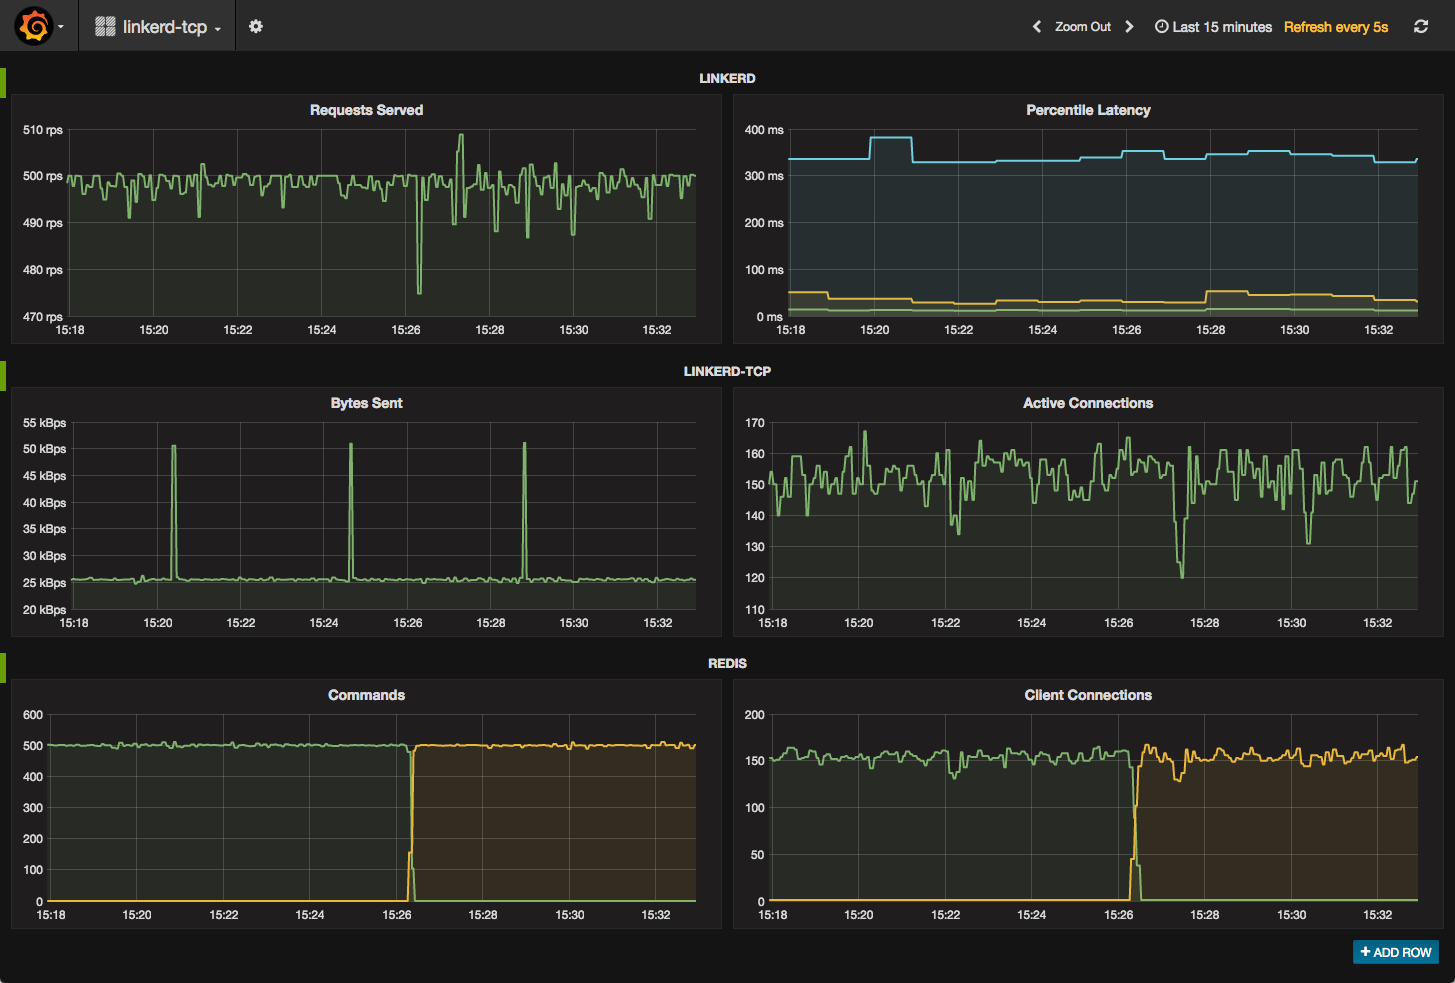 linkerd-tcp
Zoom Out
Last 15 minutes
Refresh every 5s
LINKERD
Requests Served
510 rps
500 rps
490 rps
480 rps
470 rps
15:18 15:20 15:22 15:24 15:26 15:28 15:30 15:32
Percentile Latency
400 ms
300 ms
200 ms
100 ms
0 ms
15:18 15:20 15:22 15:24 15:26 15:28 15:30 15:32
LINKERD-TCP
Bytes Sent
55 kBps
50 kBps
45 kBps
40 kBps
35 kBps
30 kBps
25 kBps
20 kBps
15:18 15:20 15:22 15:24 15:26 15:28 15:30 15:32
Active Connections
170
160
150
140
130
120
110
15:18 15:20 15:22 15:24 15:26 15:28 15:30 15:32
REDIS
Commands
600
500
400
300
200
100
0
15:18 15:20 15:22 15:24 15:26 15:28 15:30 15:32
Client Connections
200
150
100
50
0
15:18 15:20 15:22 15:24 15:26 15:28 15:30 15:32
+ ADD ROW